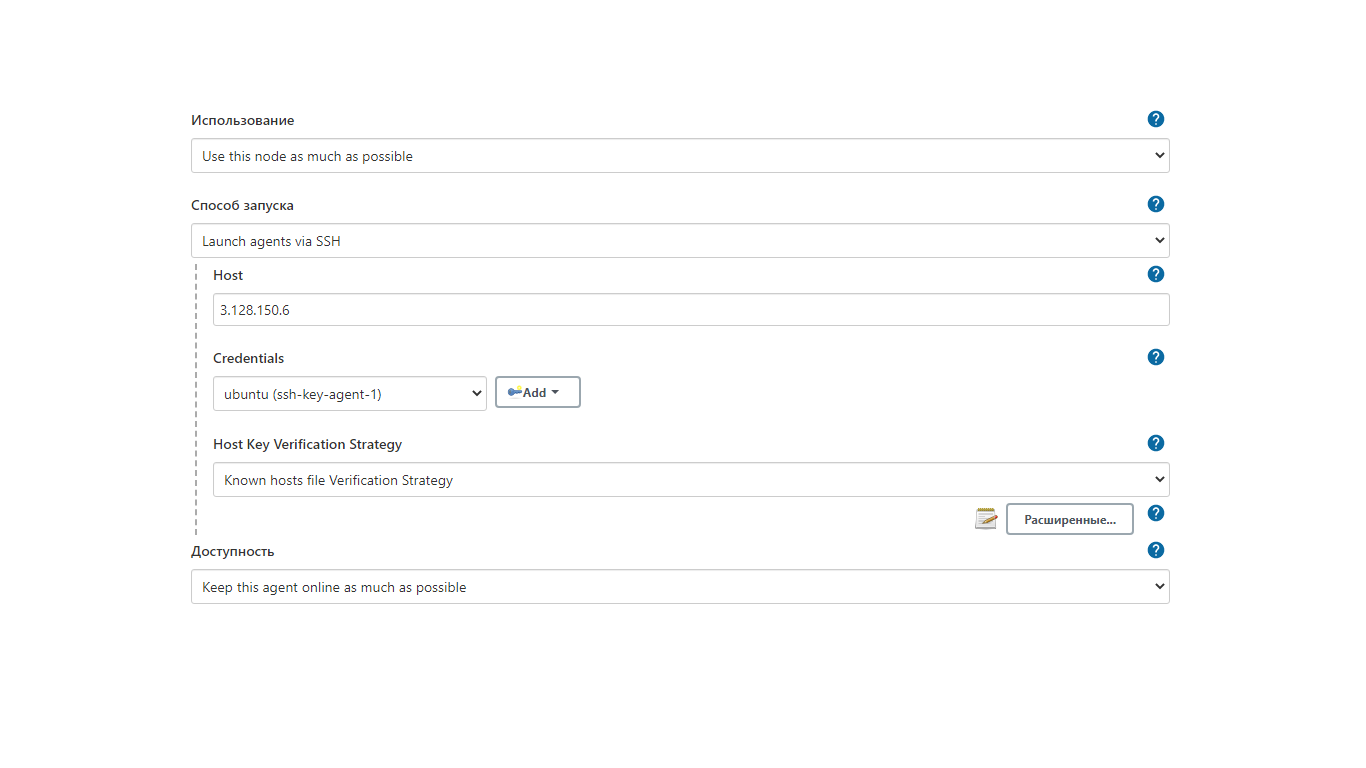 Использование
Use this node as much as possible
Способ запуска
Launch agents via SSH
Host
3.128.150.6
Credentials
ubuntu (ssh-key-agent-1)
Add
Host Key Verification Strategy
Known hosts file Verification Strategy
Расширенные...
Доступность
Keep this agent online as much as possible